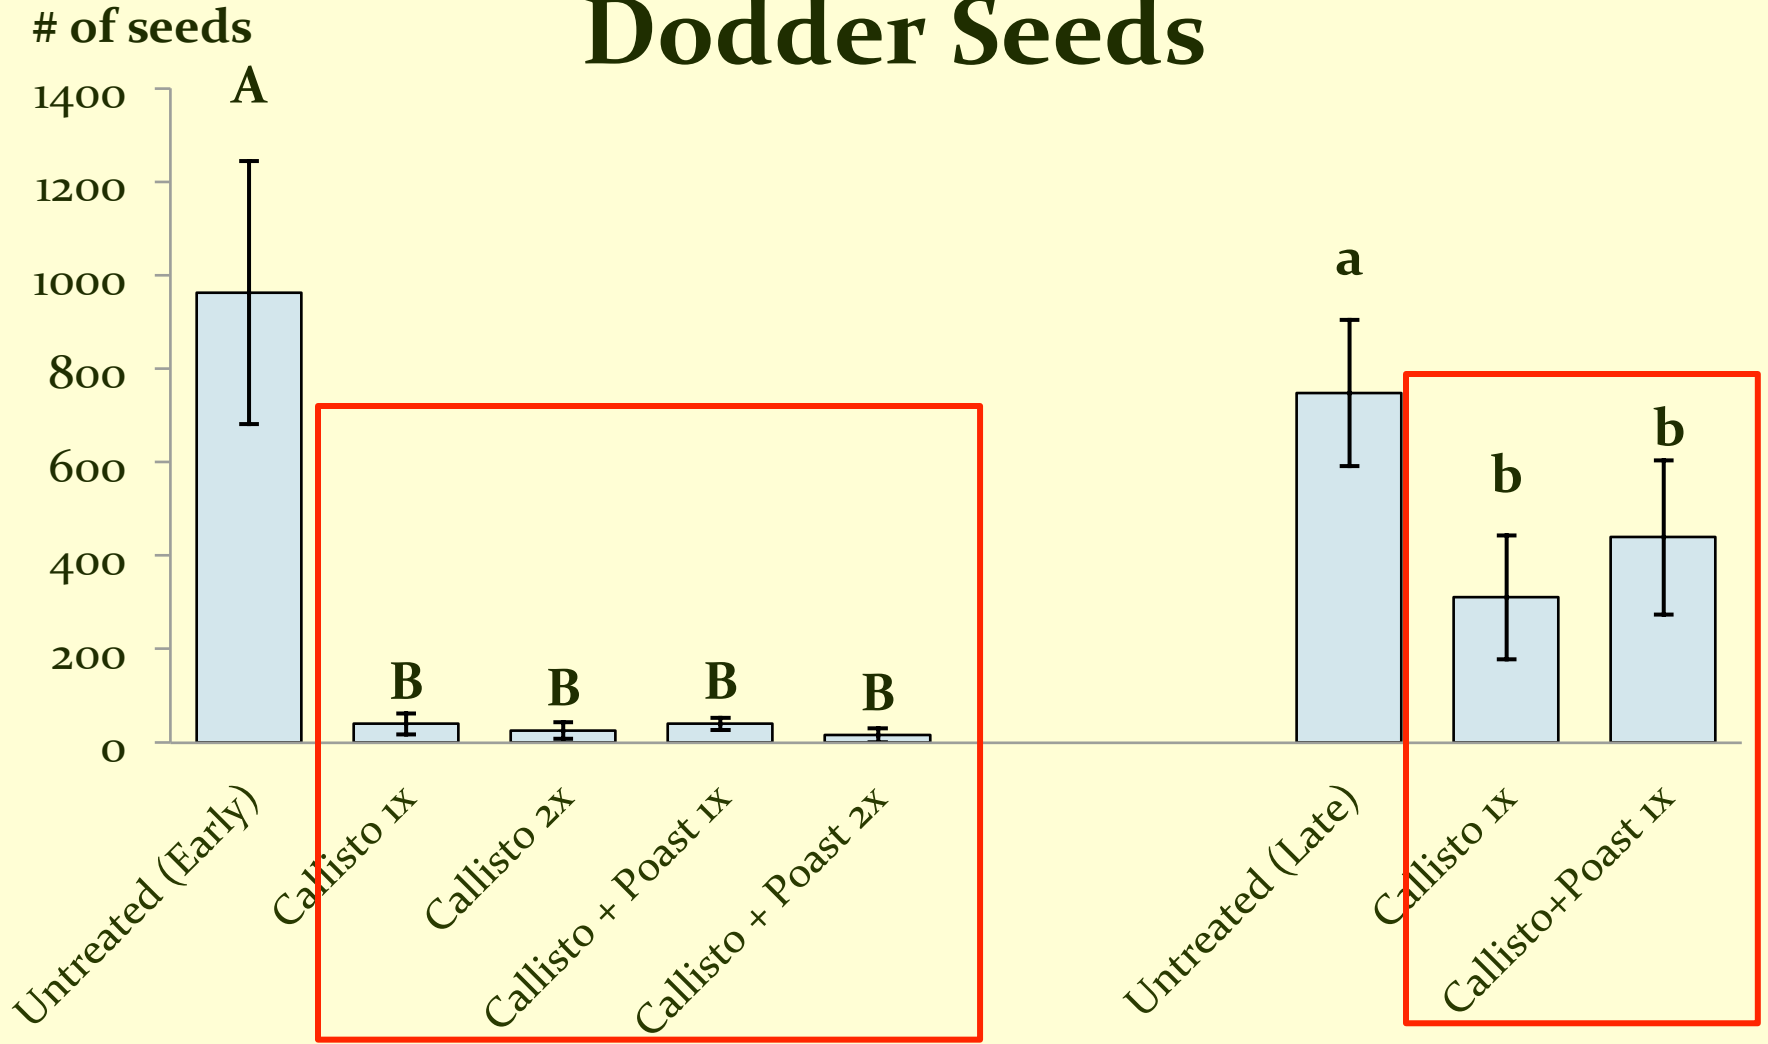 # of seeds
Dodder Seeds
1400
1200
1000
800
600
400
200
0
A
B
B
B
B
a
b
b
Untreated (Early)
Callisto 1x
Callisto 2x
Callisto + Poast 1x
Callisto + Poast 2x
Untreated (Late)
Callisto 1x
Callisto+Poast 1x